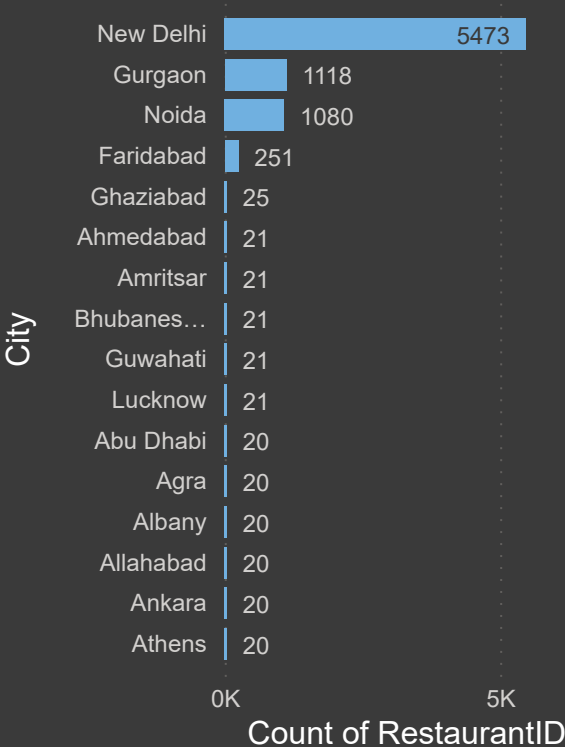 New Delhi 5473
Gurgaon 1118
Noida 1080
Faridabad 251
Ghaziabad 25
Ahmedabad 21
Amritsar 21
Bhubanes… 21
Guwahati 21
Lucknow 21
Abu Dhabi 20
Agra 20
Albany 20
Allahabad 20
Ankara 20
Athens 20
City
0K 5K
Count of RestaurantID